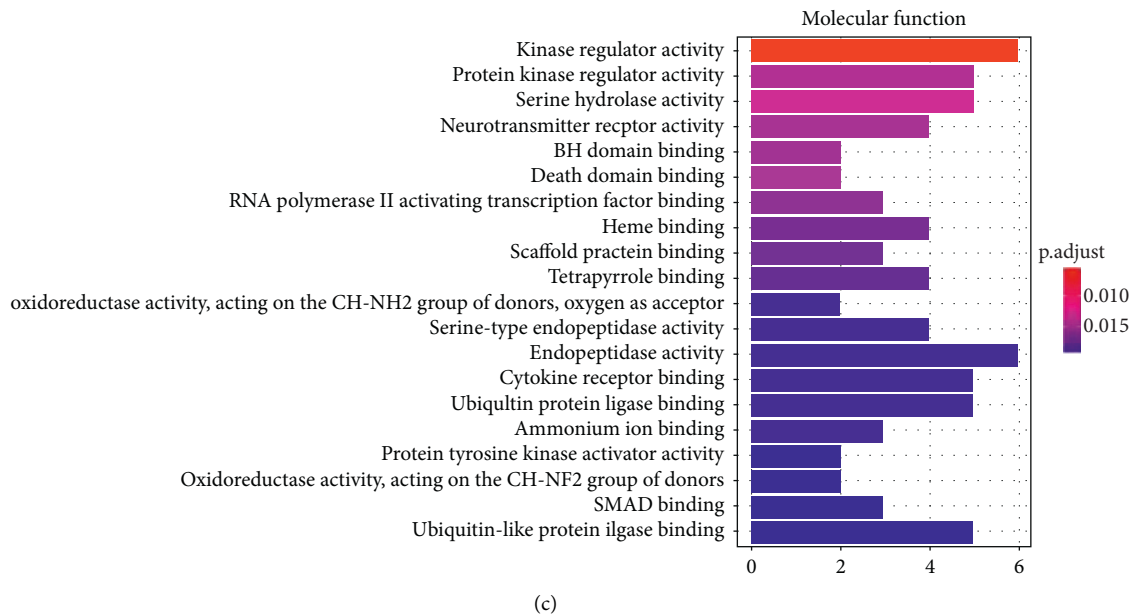 Molecular function
Kinase regulator activity
Protein kinase regulator activity
Serine hydrolase activity
Neurotransmitter recptor activity
BH domain binding
Death domain binding
RNA polymerase II activating transcription factor binding
Heme binding
Scaffold practein binding
Tetrapyrrole binding
oxidoreductase activity, acting on the CH-NH2 group of donors, oxygen as acceptor
Serine-type endopeptidase activity
Endopeptidase activity
Cytokine receptor binding
Ubiqultin protein ligase binding
Ammonium ion binding
Protein tyrosine kinase activator activity
Oxidoreductase activity, acting on the CH-NF2 group of donors
SMAD binding
Ubiquitin-like protein ilgase binding
0 2 4 6
p.adjust
0.010
0.015
(c)